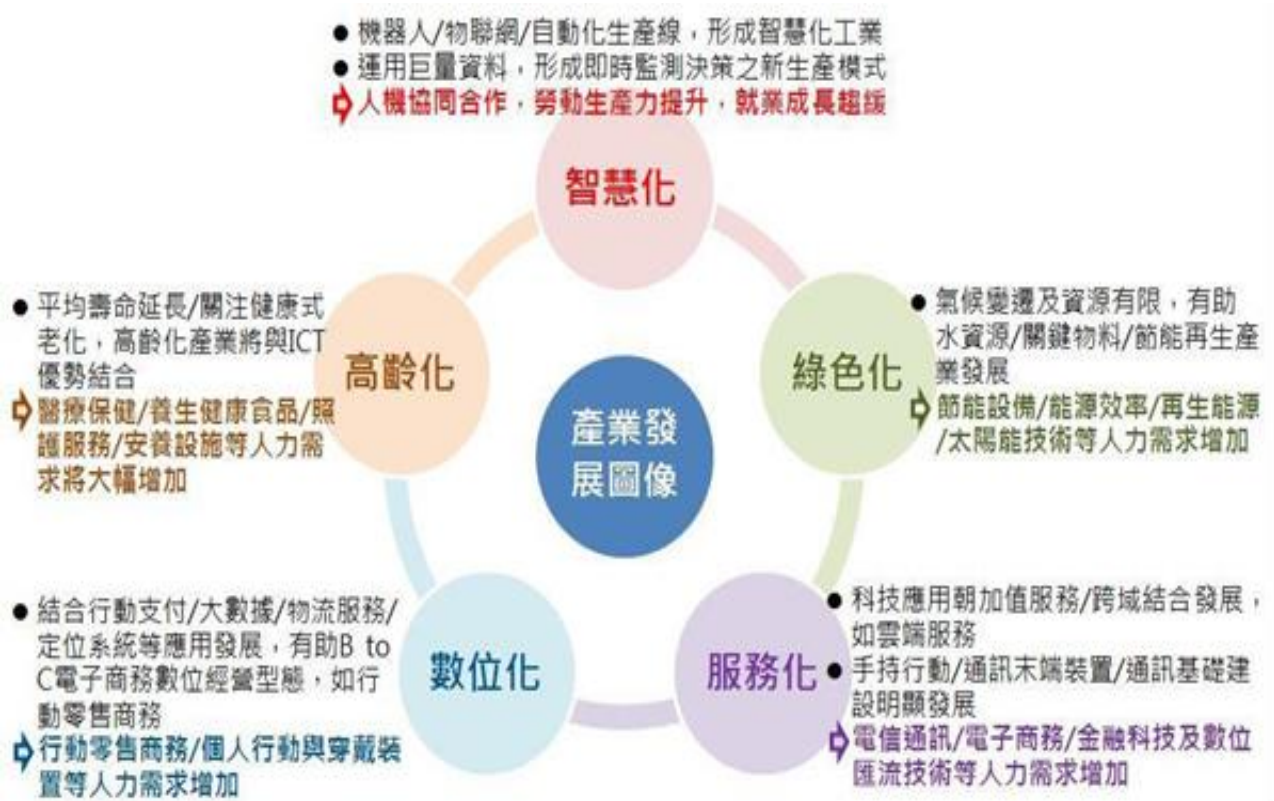 ● 機器人/物聯網/自動化生產線，形成智慧化工業
● 運用巨量資料，形成即時監測決策之新生產模式
⇨人機協同合作，勞動生產力提升，就業成長趨緩
智慧化
● 平均壽命延長/關注健康式
老化，高齡化產業將與ICT
優勢結合
⇨醫療保健/養生健康食品/照
護服務/安養設施等人力需
求將大幅增加
高齡化
綠色化
● 氣候變遷及資源有限，有助
水資源/關鍵物料/節能再生產
業發展
⇨節能設備/能源效率/再生能源
/太陽能技術等人力需求增加
產業發
展圖像
● 結合行動支付/大數據/物流服務/
定位系統等應用發展，有助B to
C電子商務數位經營型態，如行
動零售商務
⇨行動零售商務/個人行動與穿戴裝
置等人力需求增加
數位化
服務化
● 科技應用朝加值服務/跨域結合發展，
如雲端服務
● 手持行動/通訊末端裝置/通訊基礎建
設明顯發展
⇨電信通訊/電子商務/金融科技及數位
匯流技術等人力需求增加